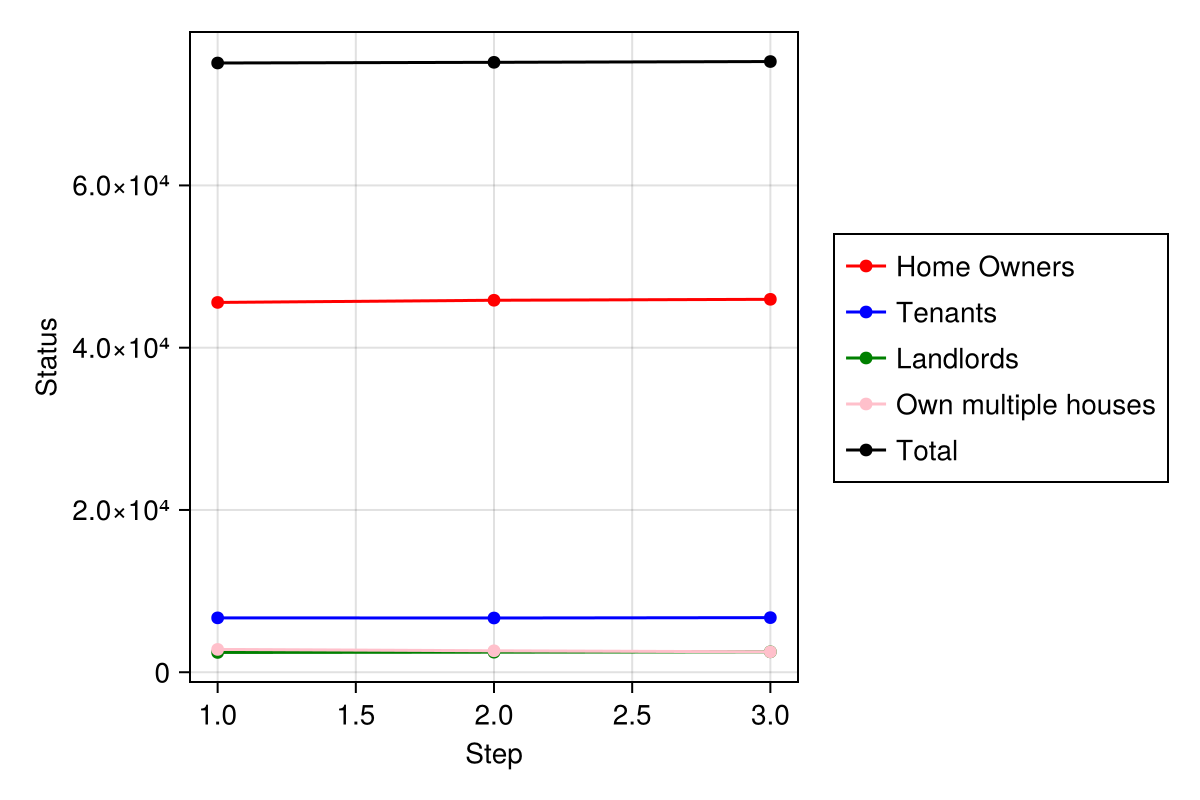 6.0×10⁴
4.0×10⁴
2.0×10⁴
0
Status
1.0 1.5 2.0 2.5 3.0
Step
Home Owners
Tenants
Landlords
Own multiple houses
Total